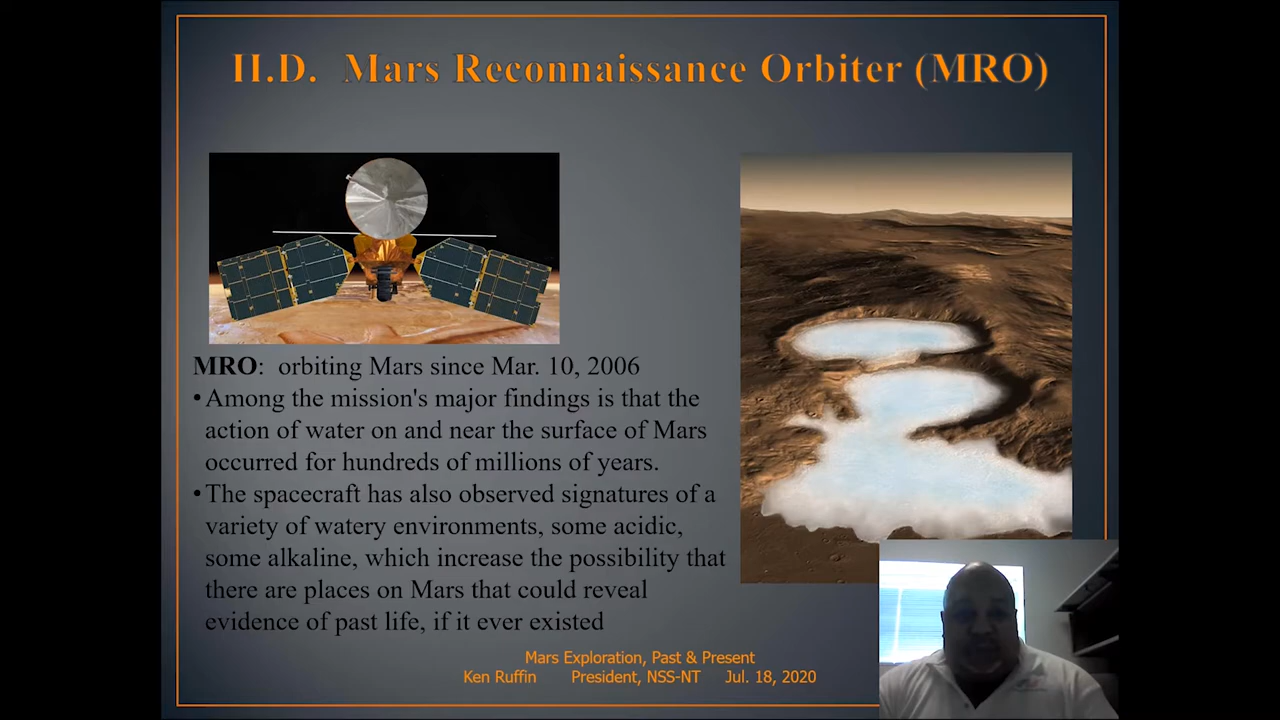 II.D. Mars Reconnaissance Orbiter (MRO)
MRO: orbiting Mars since Mar. 10, 2006
•Among the mission's major findings is that the
action of water on and near the surface of Mars
occurred for hundreds of millions of years.
•The spacecraft has also observed signatures of a
variety of watery environments, some acidic,
some alkaline, which increase the possibility that
there are places on Mars that could reveal
evidence of past life, if it ever existed
Mars Exploration, Past & Present
Ken Ruffin President, NSS-NT Jul. 18, 2020